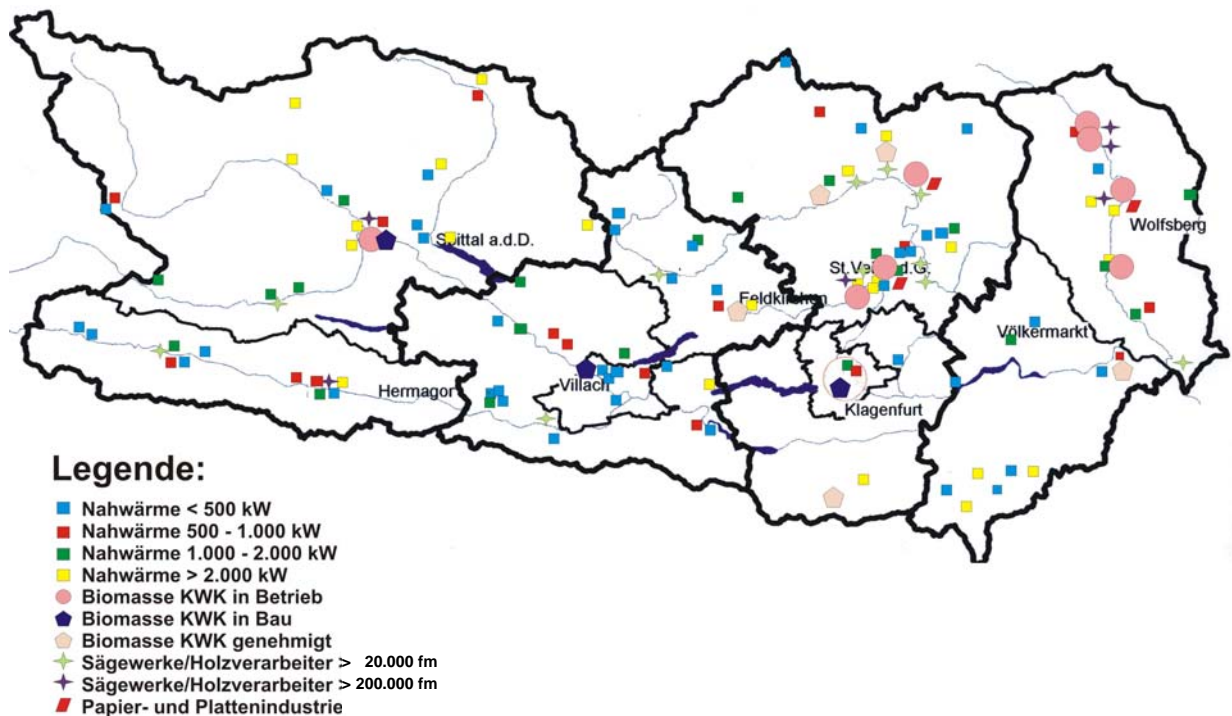 Spittal a.d.D.
Wolfsberg
St.Veit a.d.G.
Feldkirchen
Völkermarkt
Hermagor
Villach
Klagenfurt
Legende:
Nahwärme < 500 kW
Nahwärme 500 - 1.000 kW
Nahwärme 1.000 - 2.000 kW
Nahwärme > 2.000 kW
Biomasse KWK in Betrieb
Biomasse KWK in Bau
Biomasse KWK genehmigt
Sägewerke/Holzverarbeiter > 20.000 fm
Sägewerke/Holzverarbeiter > 200.000 fm
Papier- und Plattenindustrie